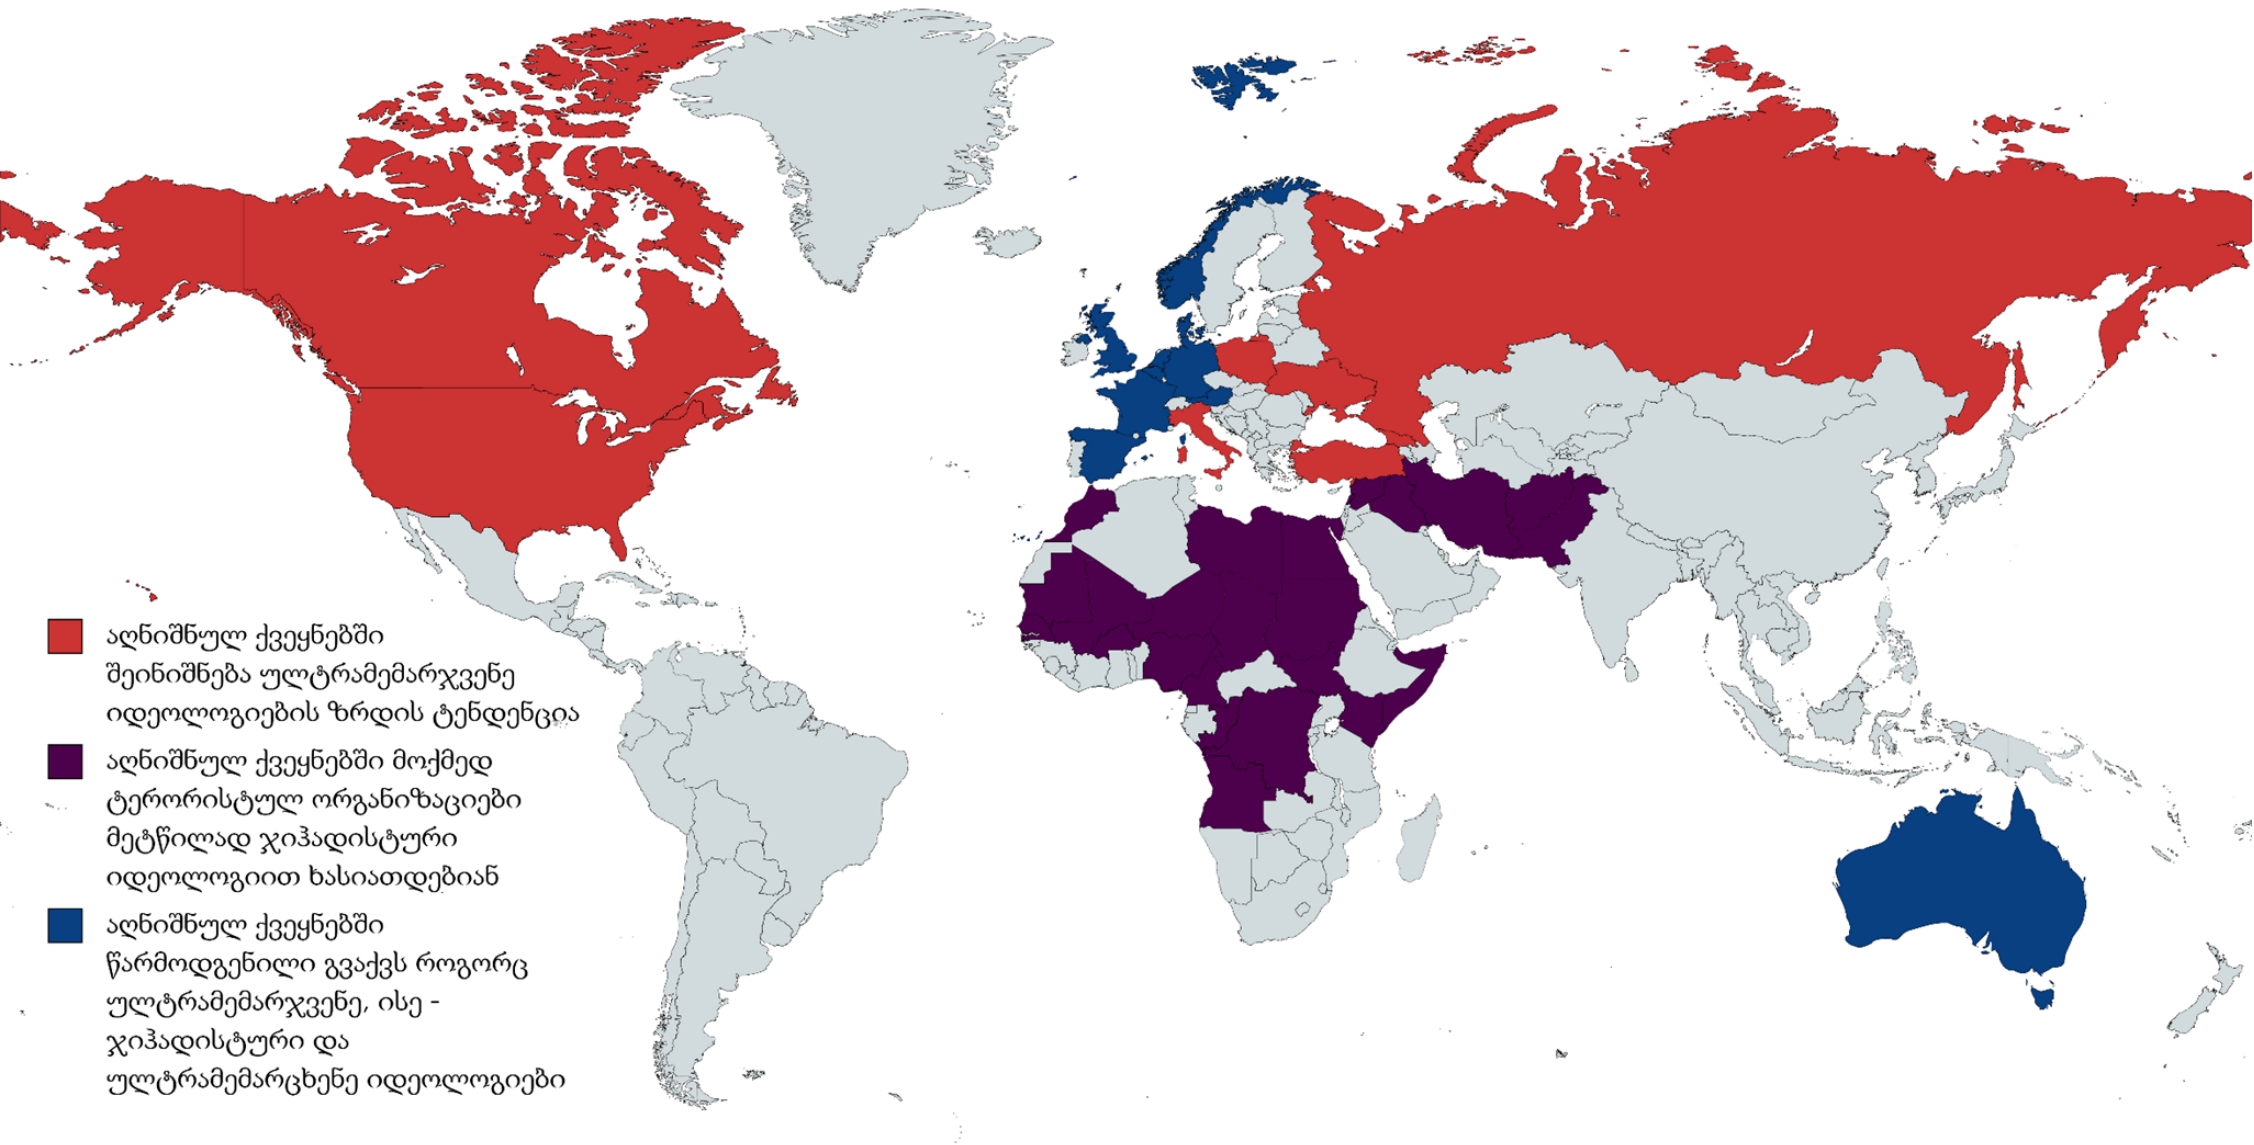 აღნიშნულ ქვეყნებში
შეინიშნება ულტრამემარჯვენე
იდეოლოგიების ზრდის ტენდენცია
აღნიშნულ ქვეყნებში მოქმედ
ტერორისტულ ორგანიზაციები
მეტწილად ჯიჰადისტური
იდეოლოგიით ხასიათდებიან
აღნიშნულ ქვეყნებში
წარმოდგენილი გვაქვს როგორც
ულტრამემარჯვენე, ისე -
ჯიჰადისტური და
ულტრამემარცხენე იდეოლოგიები